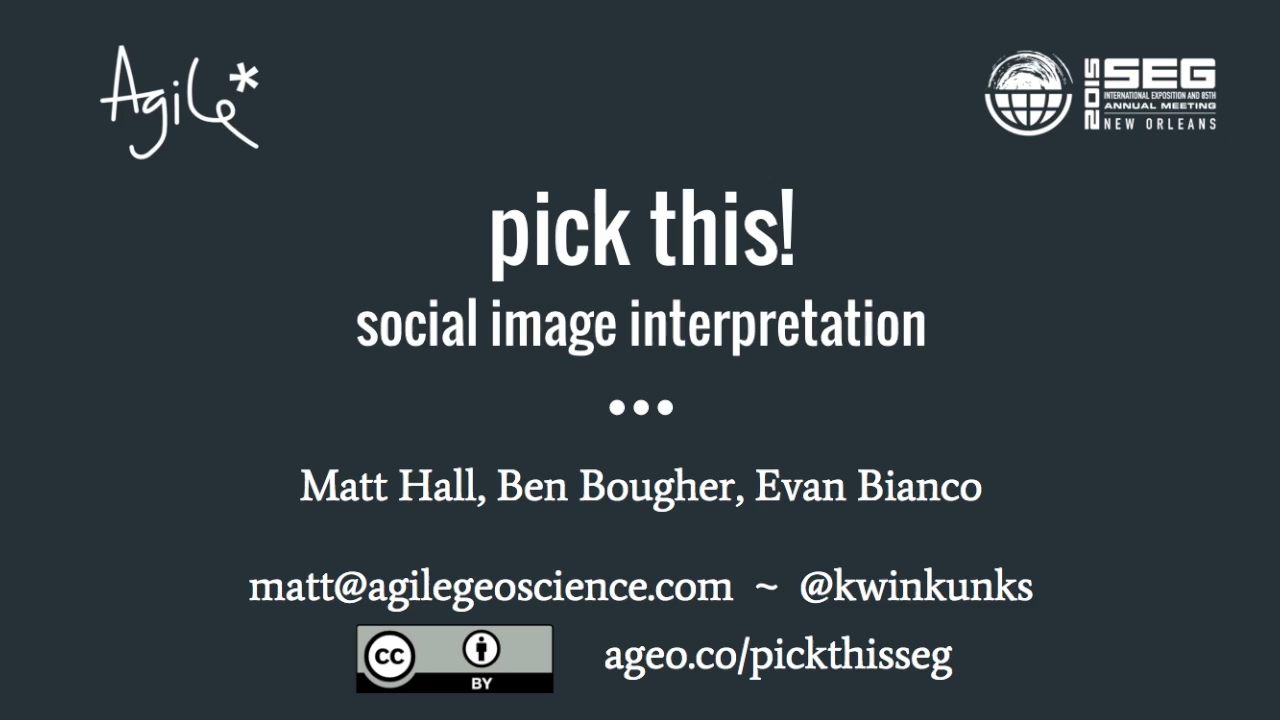 Agile*
2015 SEG
INTERNATIONAL EXPOSITION AND 85TH
ANNUAL MEETING
NEW ORLEANS
pick this!
social image interpretation
•••
Matt Hall, Ben Bougher, Evan Bianco
matt@agilegeoscience.com ~ @kwinkunks
cc BY ageo.co/pickthisseg